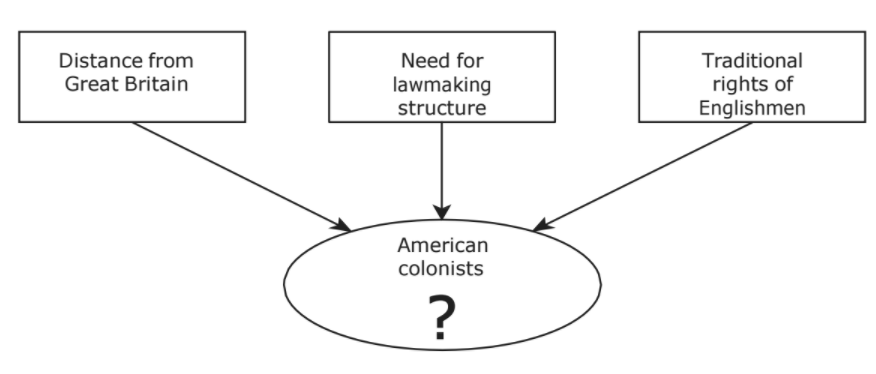 Distance from
Great Britain
Need for
lawmaking
structure
Traditional
rights of
Englishmen
American
colonists
?